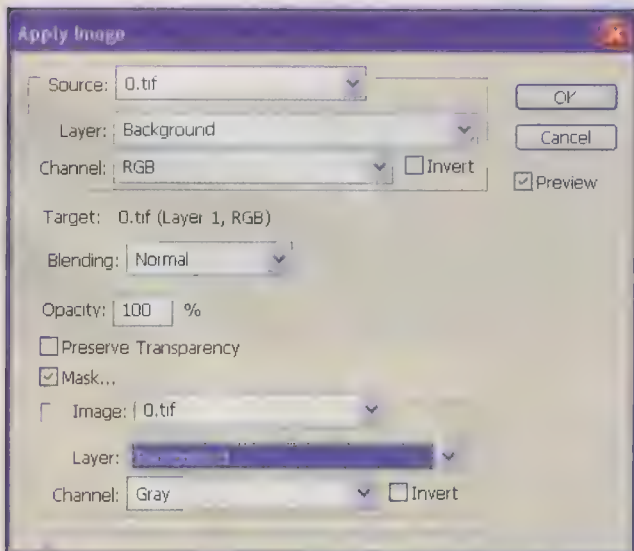 Apply Image
Source: 0.tif
OK
Layer: Background
Cancel
Channel: RGB
Invert
Preview
Target: 0.tif (Layer 1, RGB)
Blending: Normal
Opacity: 100 %
Preserve Transparency
Mask...
Image: 0.tif
Layer:
Channel: Gray
Invert